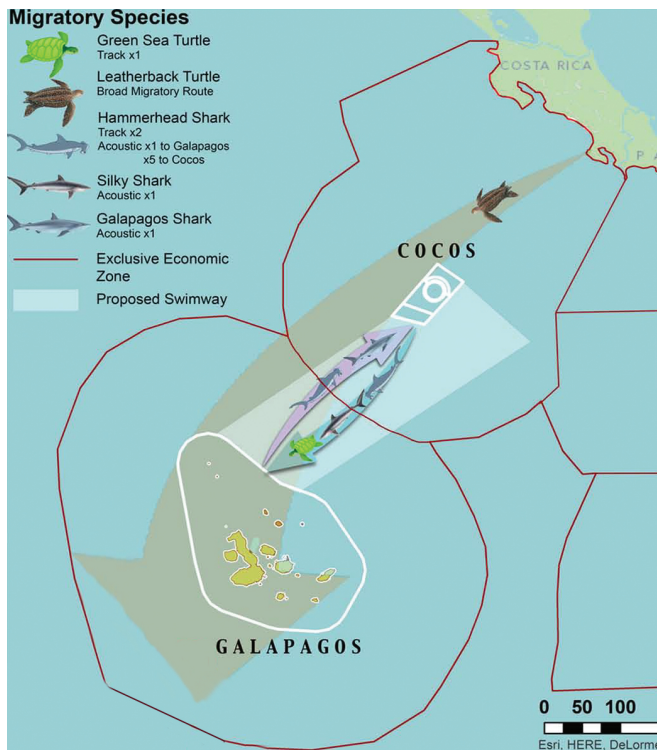 Migratory Species
Green Sea Turtle
Track x1
Leatherback Turtle
Broad Migratory Route
Hammerhead Shark
Track x2
Acoustic x1 to Galapagos
x5 to Cocos
Silky Shark
Acoustic x1
Galapagos Shark
Acoustic x1
Exclusive Economic
Zone
Proposed Swimway
COSTA RICA
P A
COCOS
GALAPAGOS
0 50 100
Esri, HERE, DeLorme